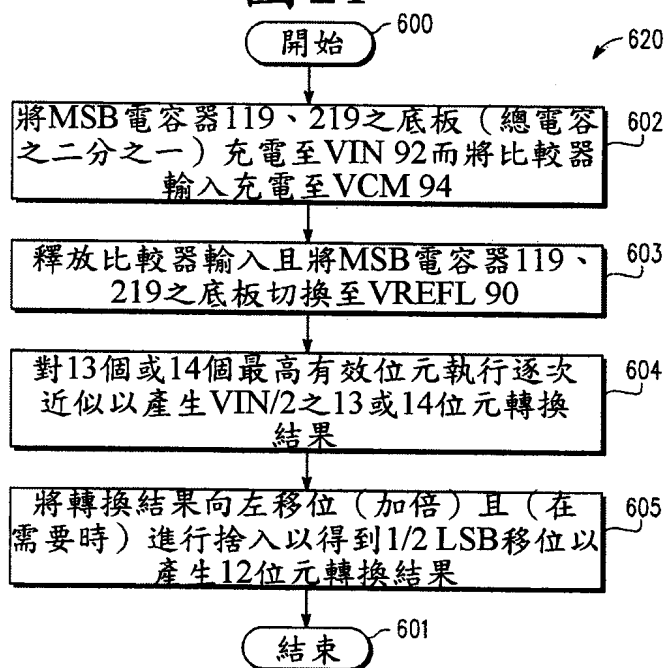 開始
600
620
將MSB電容器119、219之底板（總電容
之二分之一）充電至VIN 92而將比較器
輸入充電至VCM 94
602
釋放比較器輸入且將MSB電容器119、
219之底板切換至VREFL 90
603
對13個或14個最高有效位元執行逐次
近似以產生VIN/2之13或14位元轉換
結果
604
將轉換結果向左移位（加倍）且（在
需要時）進行捨入以得到1/2 LSB移位以
產生12位元轉換結果
605
結束
601